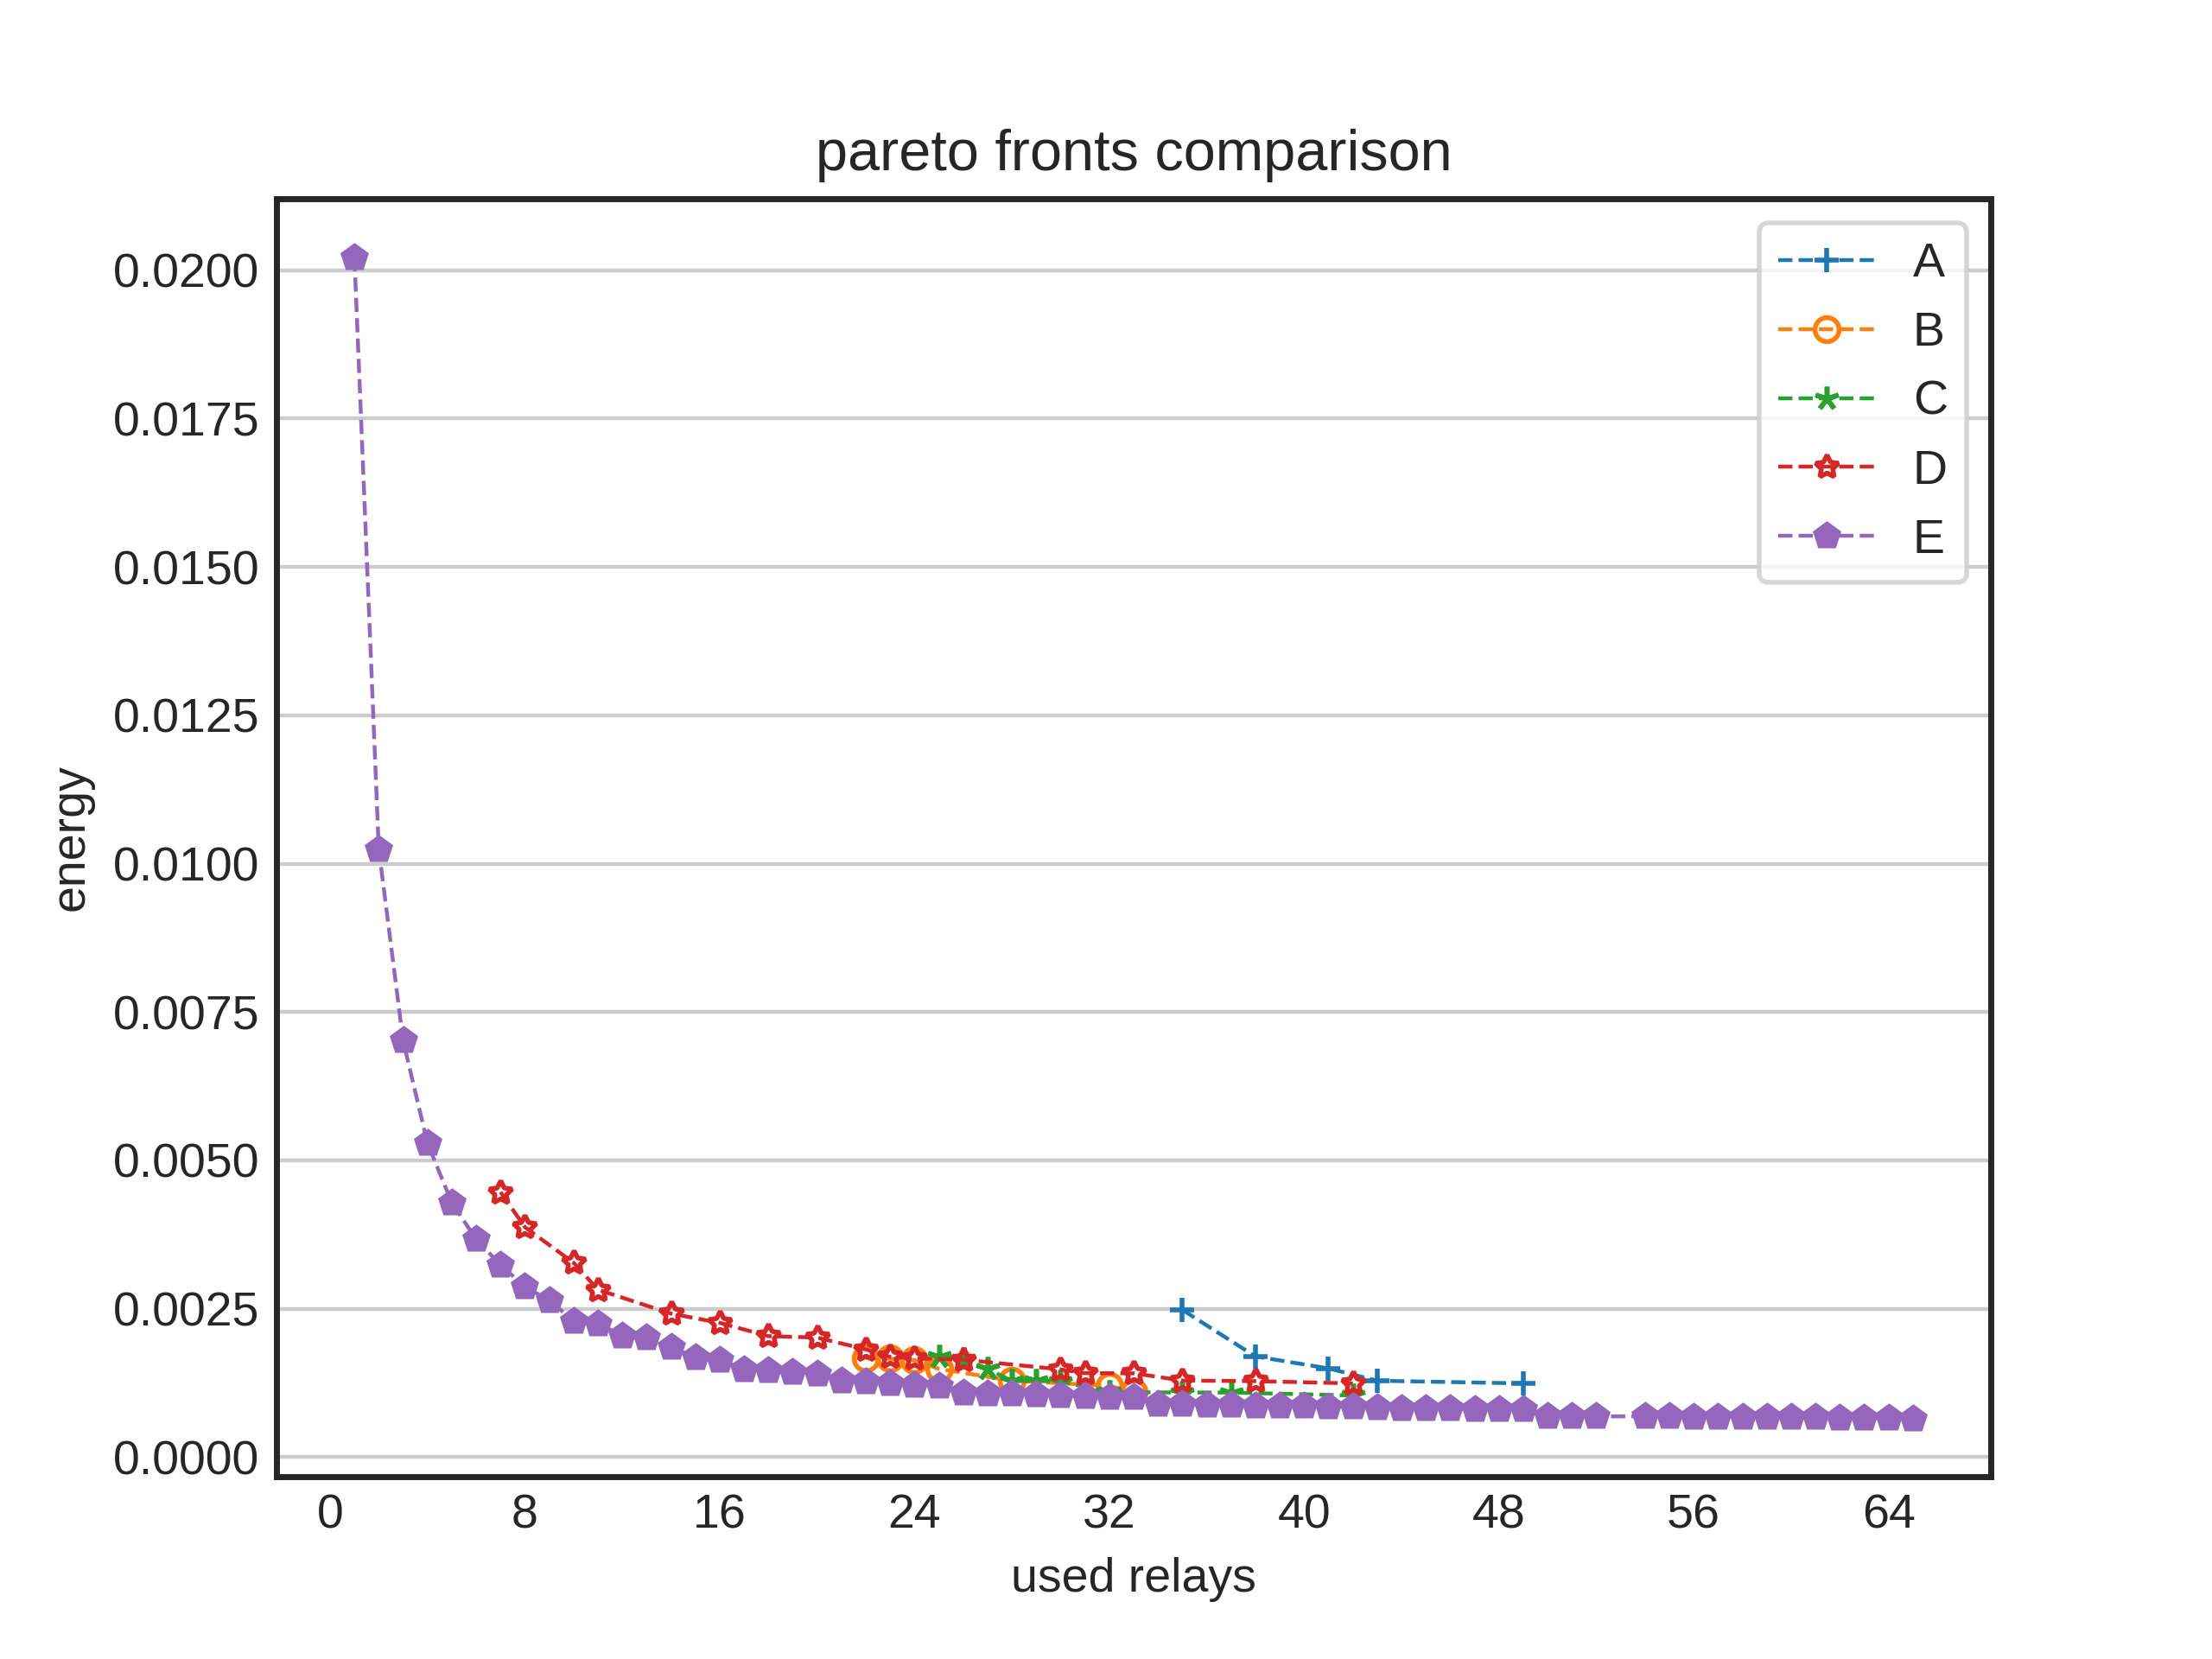 pareto fronts comparison
A
B
C
D
E
energy
0.0200
0.0175
0.0150
0.0125
0.0100
0.0075
0.0050
0.0025
0.0000
0 8 16 24 32 40 48 56 64
used relays